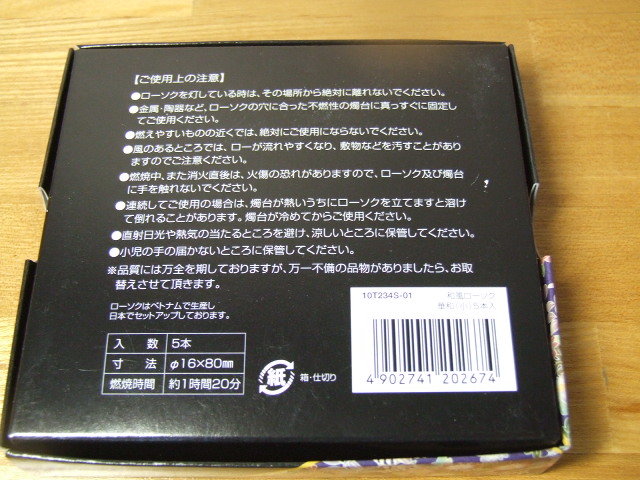 【ご使用上の注意】
●ローソクを灯している時は、その場所から絶対に離れないでください。
●金属・陶器など、ローソクの穴に合った不燃性の燭台に真っすぐに固定し
てご使用ください。
●燃えやすいものの近くでは、絶対にご使用にならないでください。
●風のあるところでは、ローが流れやすくなり、敷物などを汚すことがあり
ますのでご注意ください。
●燃焼中、また消火直後は、火傷の恐れがありますので、ローソク及び燭台
に手を触れないでください。
●連続してご使用の場合は、燭台が熱いうちにローソクを立てますと溶け
て倒れることがあります。燭台が冷めてからご使用ください。
●直射日光や熱気の当たるところを避け、涼しいところに保管してください。
●小児の手の届かないところに保管してください。
※品質には万全を期しておりますが、万一不備の品物がありましたら、お取
替えさせて頂きます。
ローソクはベトナムで生産し
日本でセットアップしております。
入数 5本
寸法 φ16×80mm
燃焼時間 約1時間20分
紙 箱・仕切り
10T234S-01 和風ローソク
華和(小)5本入
4 902741 202674